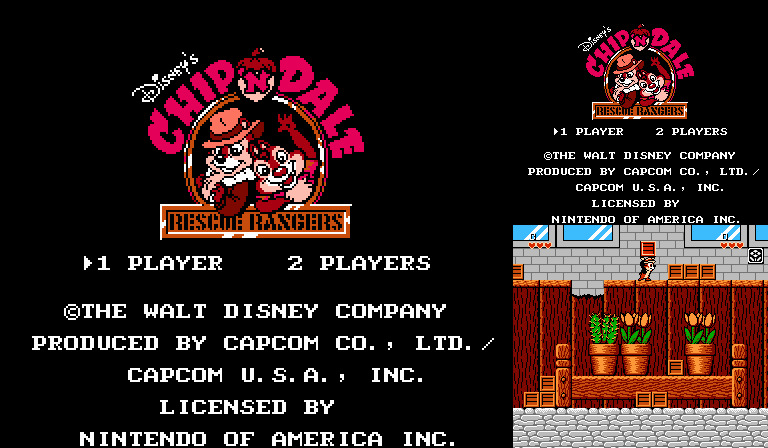 Disney's
CHIP 'N DALE
RESCUE RANGERS
1 PLAYER 2 PLAYERS
©THE WALT DISNEY COMPANY
PRODUCED BY CAPCOM CO., LTD./
CAPCOM U.S.A., INC.
LICENSED BY
NINTENDO OF AMERICA INC.
Disney's
CHIP 'N DALE
RESCUE RANGERS
1 PLAYER 2 PLAYERS
©THE WALT DISNEY COMPANY
PRODUCED BY CAPCOM CO., LTD./
CAPCOM U.S.A., INC.
LICENSED BY
NINTENDO OF AMERICA INC.